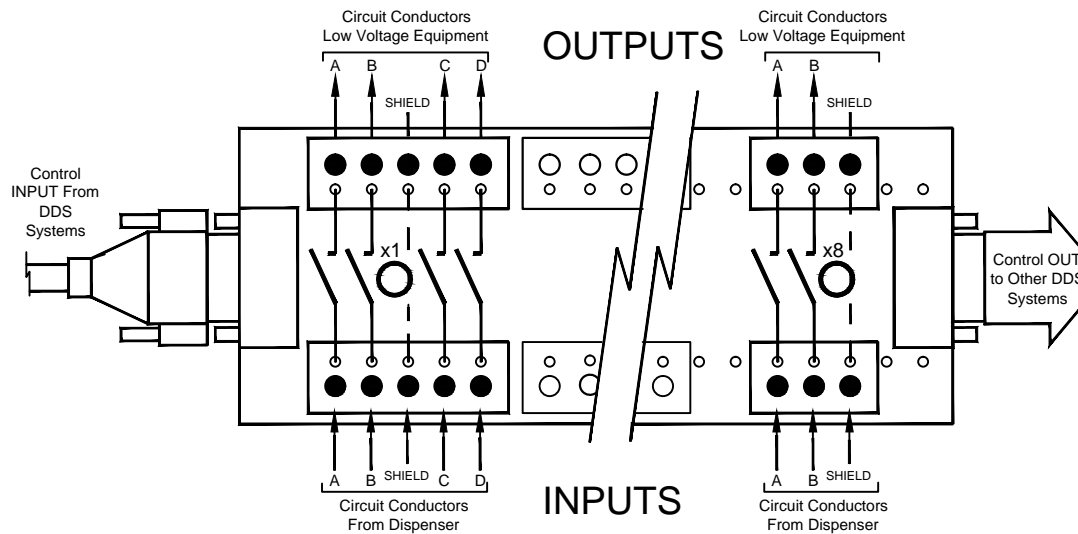 Circuit Conductors
Low Voltage Equipment
OUTPUTS
Circuit Conductors
Low Voltage Equipment
A B C D
SHIELD
A B
SHIELD
Control
INPUT From
DDS
Systems
x1
x8
Control OUT
to Other DDS
Systems
A B SHIELD C D
A B SHIELD
Circuit Conductors
From Dispenser
INPUTS
Circuit Conductors
From Dispenser